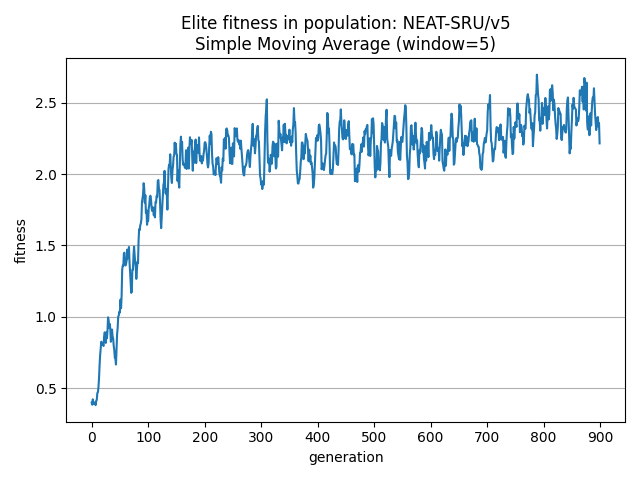 Elite fitness in population: NEAT-SRU/v5
Simple Moving Average (window=5)
fitness
2.5
2.0
1.5
1.0
0.5
0 100 200 300 400 500 600 700 800 900
generation